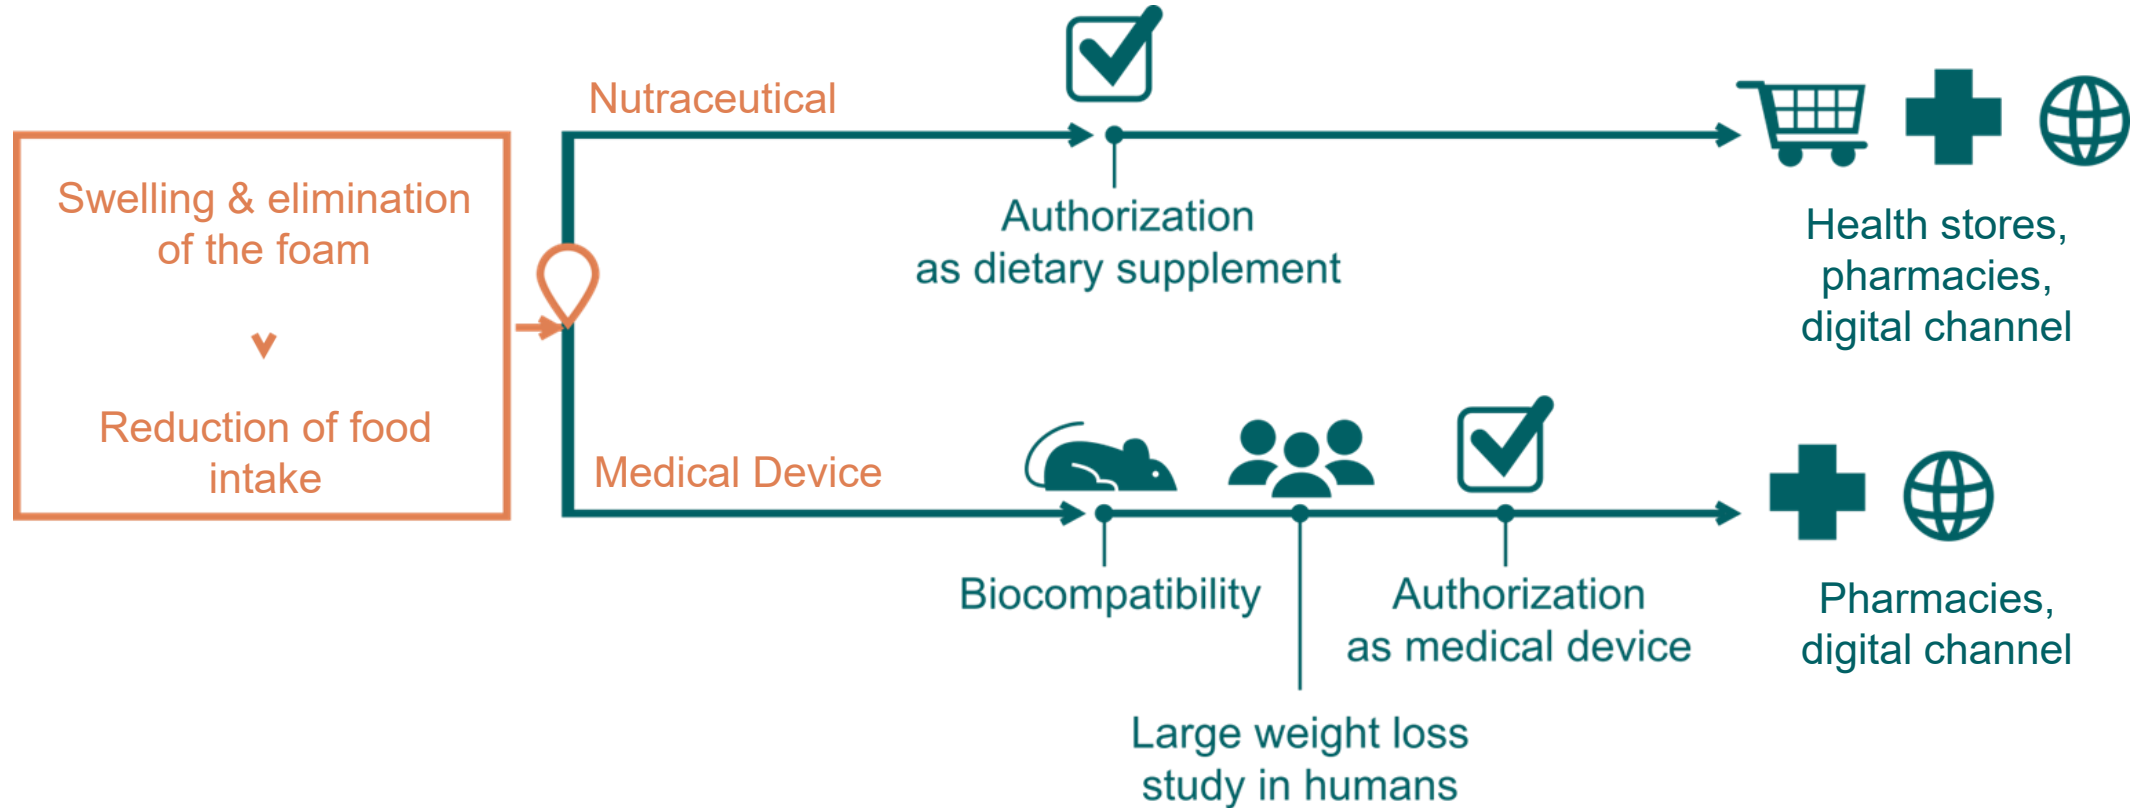 Swelling & elimination
of the foam
Reduction of food
intake
Nutraceutical
Authorization
as dietary supplement
Health stores,
pharmacies,
digital channel
Medical Device
Biocompatibility
Large weight loss
study in humans
Authorization
as medical device
Pharmacies,
digital channel